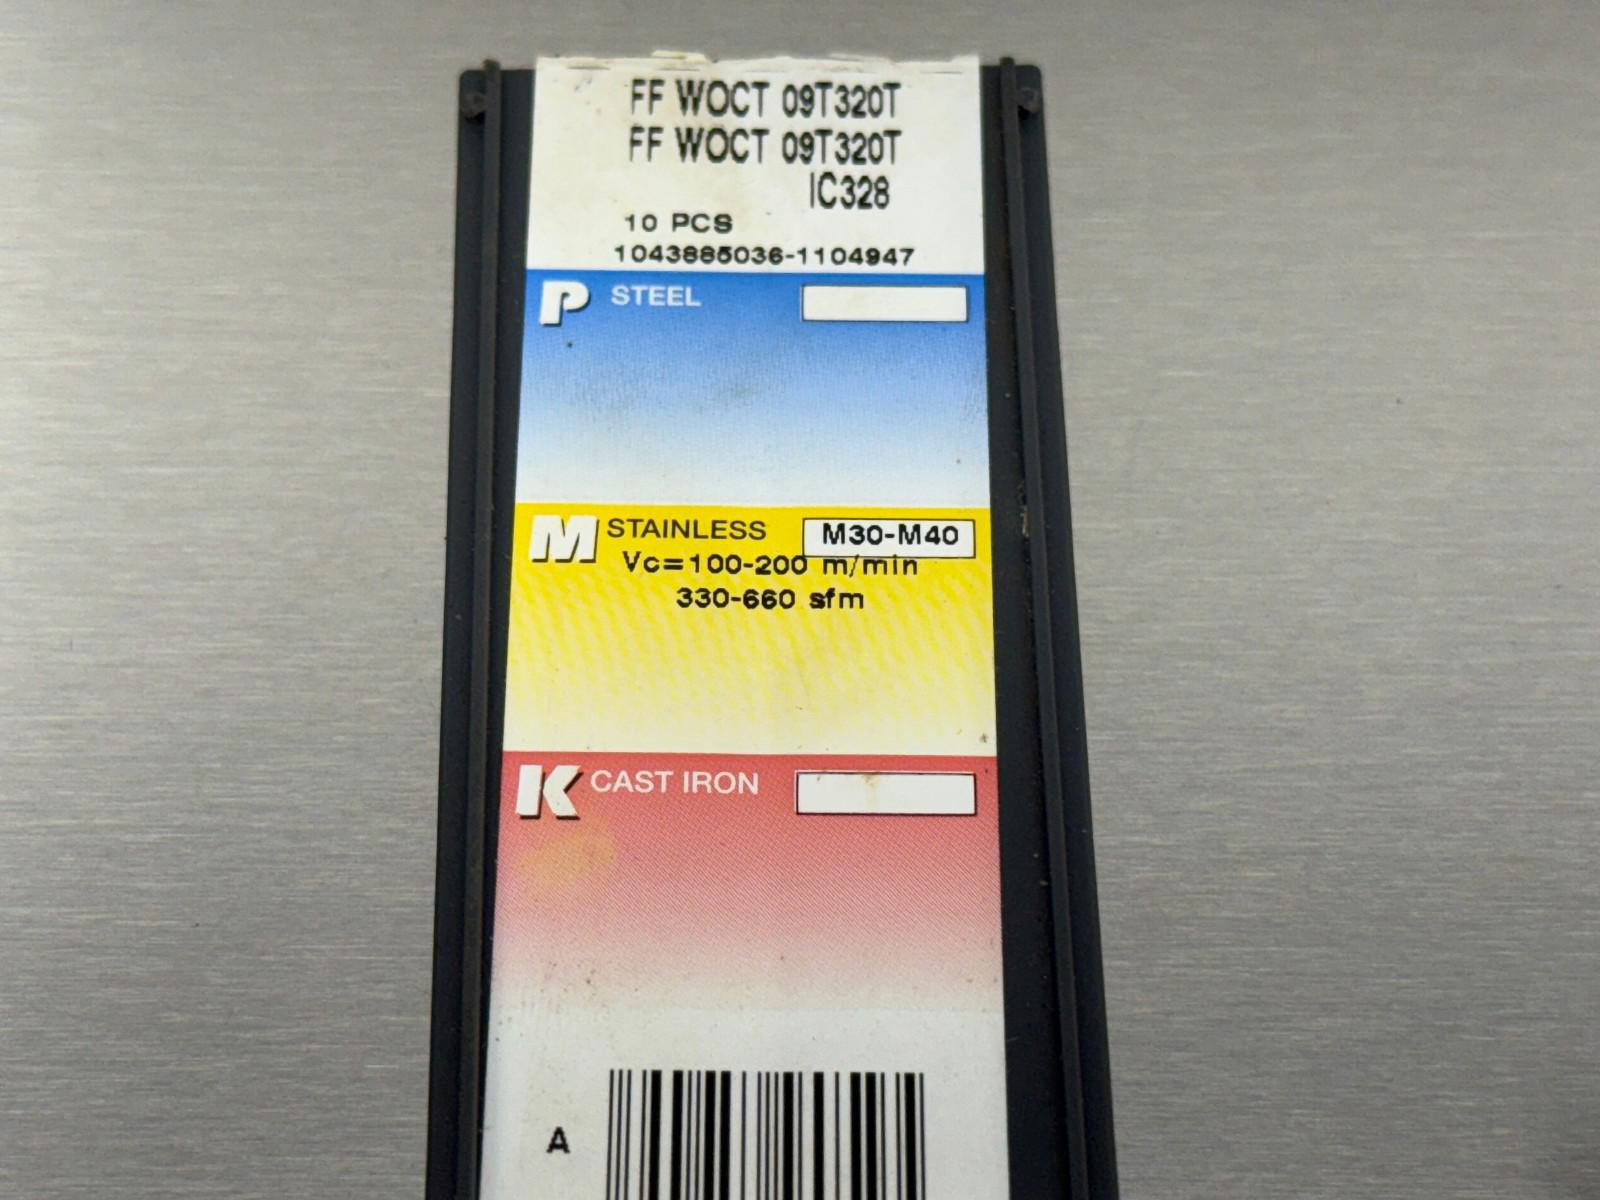 FF WOCT 09T320T
FF WOCT 09T320T
IC328
10 PCS
1043885036-1104947
P STEEL
M STAINLESS M30-M40
Vc=100-200 m/min
330-660 sfm
K CAST IRON
A